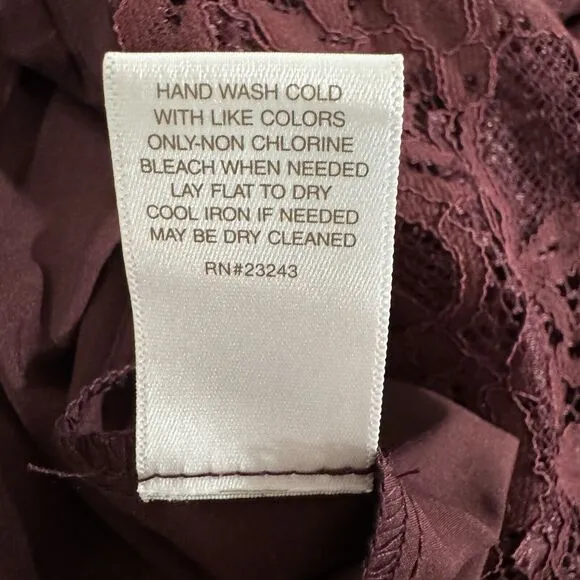 HAND WASH COLD
WITH LIKE COLORS
ONLY-NON CHLORINE
BLEACH WHEN NEEDED
LAY FLAT TO DRY
COOL IRON IF NEEDED
MAY BE DRY CLEANED
RN#23243